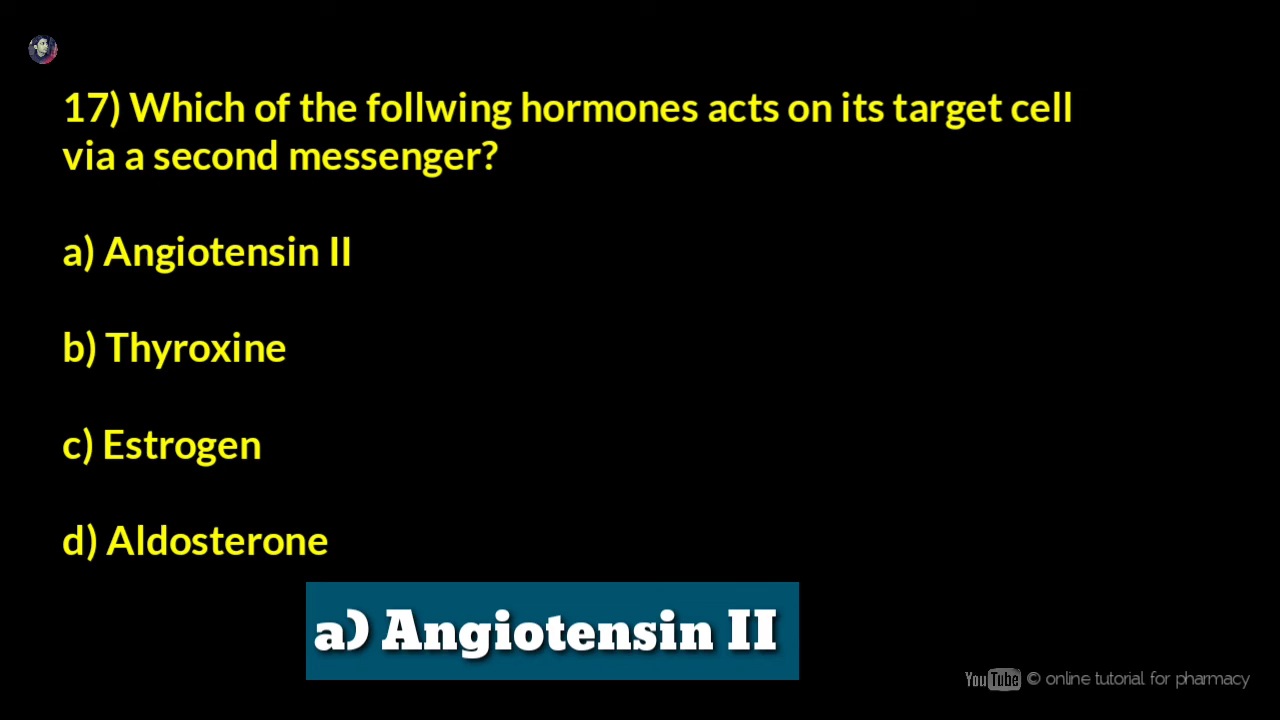 17) Which of the follwing hormones acts on its target cell
via a second messenger?
a) Angiotensin II
b) Thyroxine
c) Estrogen
d) Aldosterone
a) Angiotensin II
YouTube © online tutorial for pharmacy